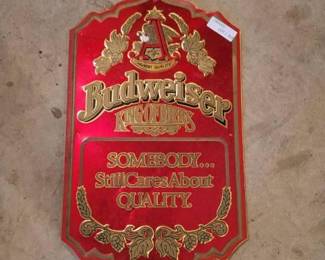 Budweiser
KING OF BEERS
SOMEBODY...
Still Cares About
QUALITY.